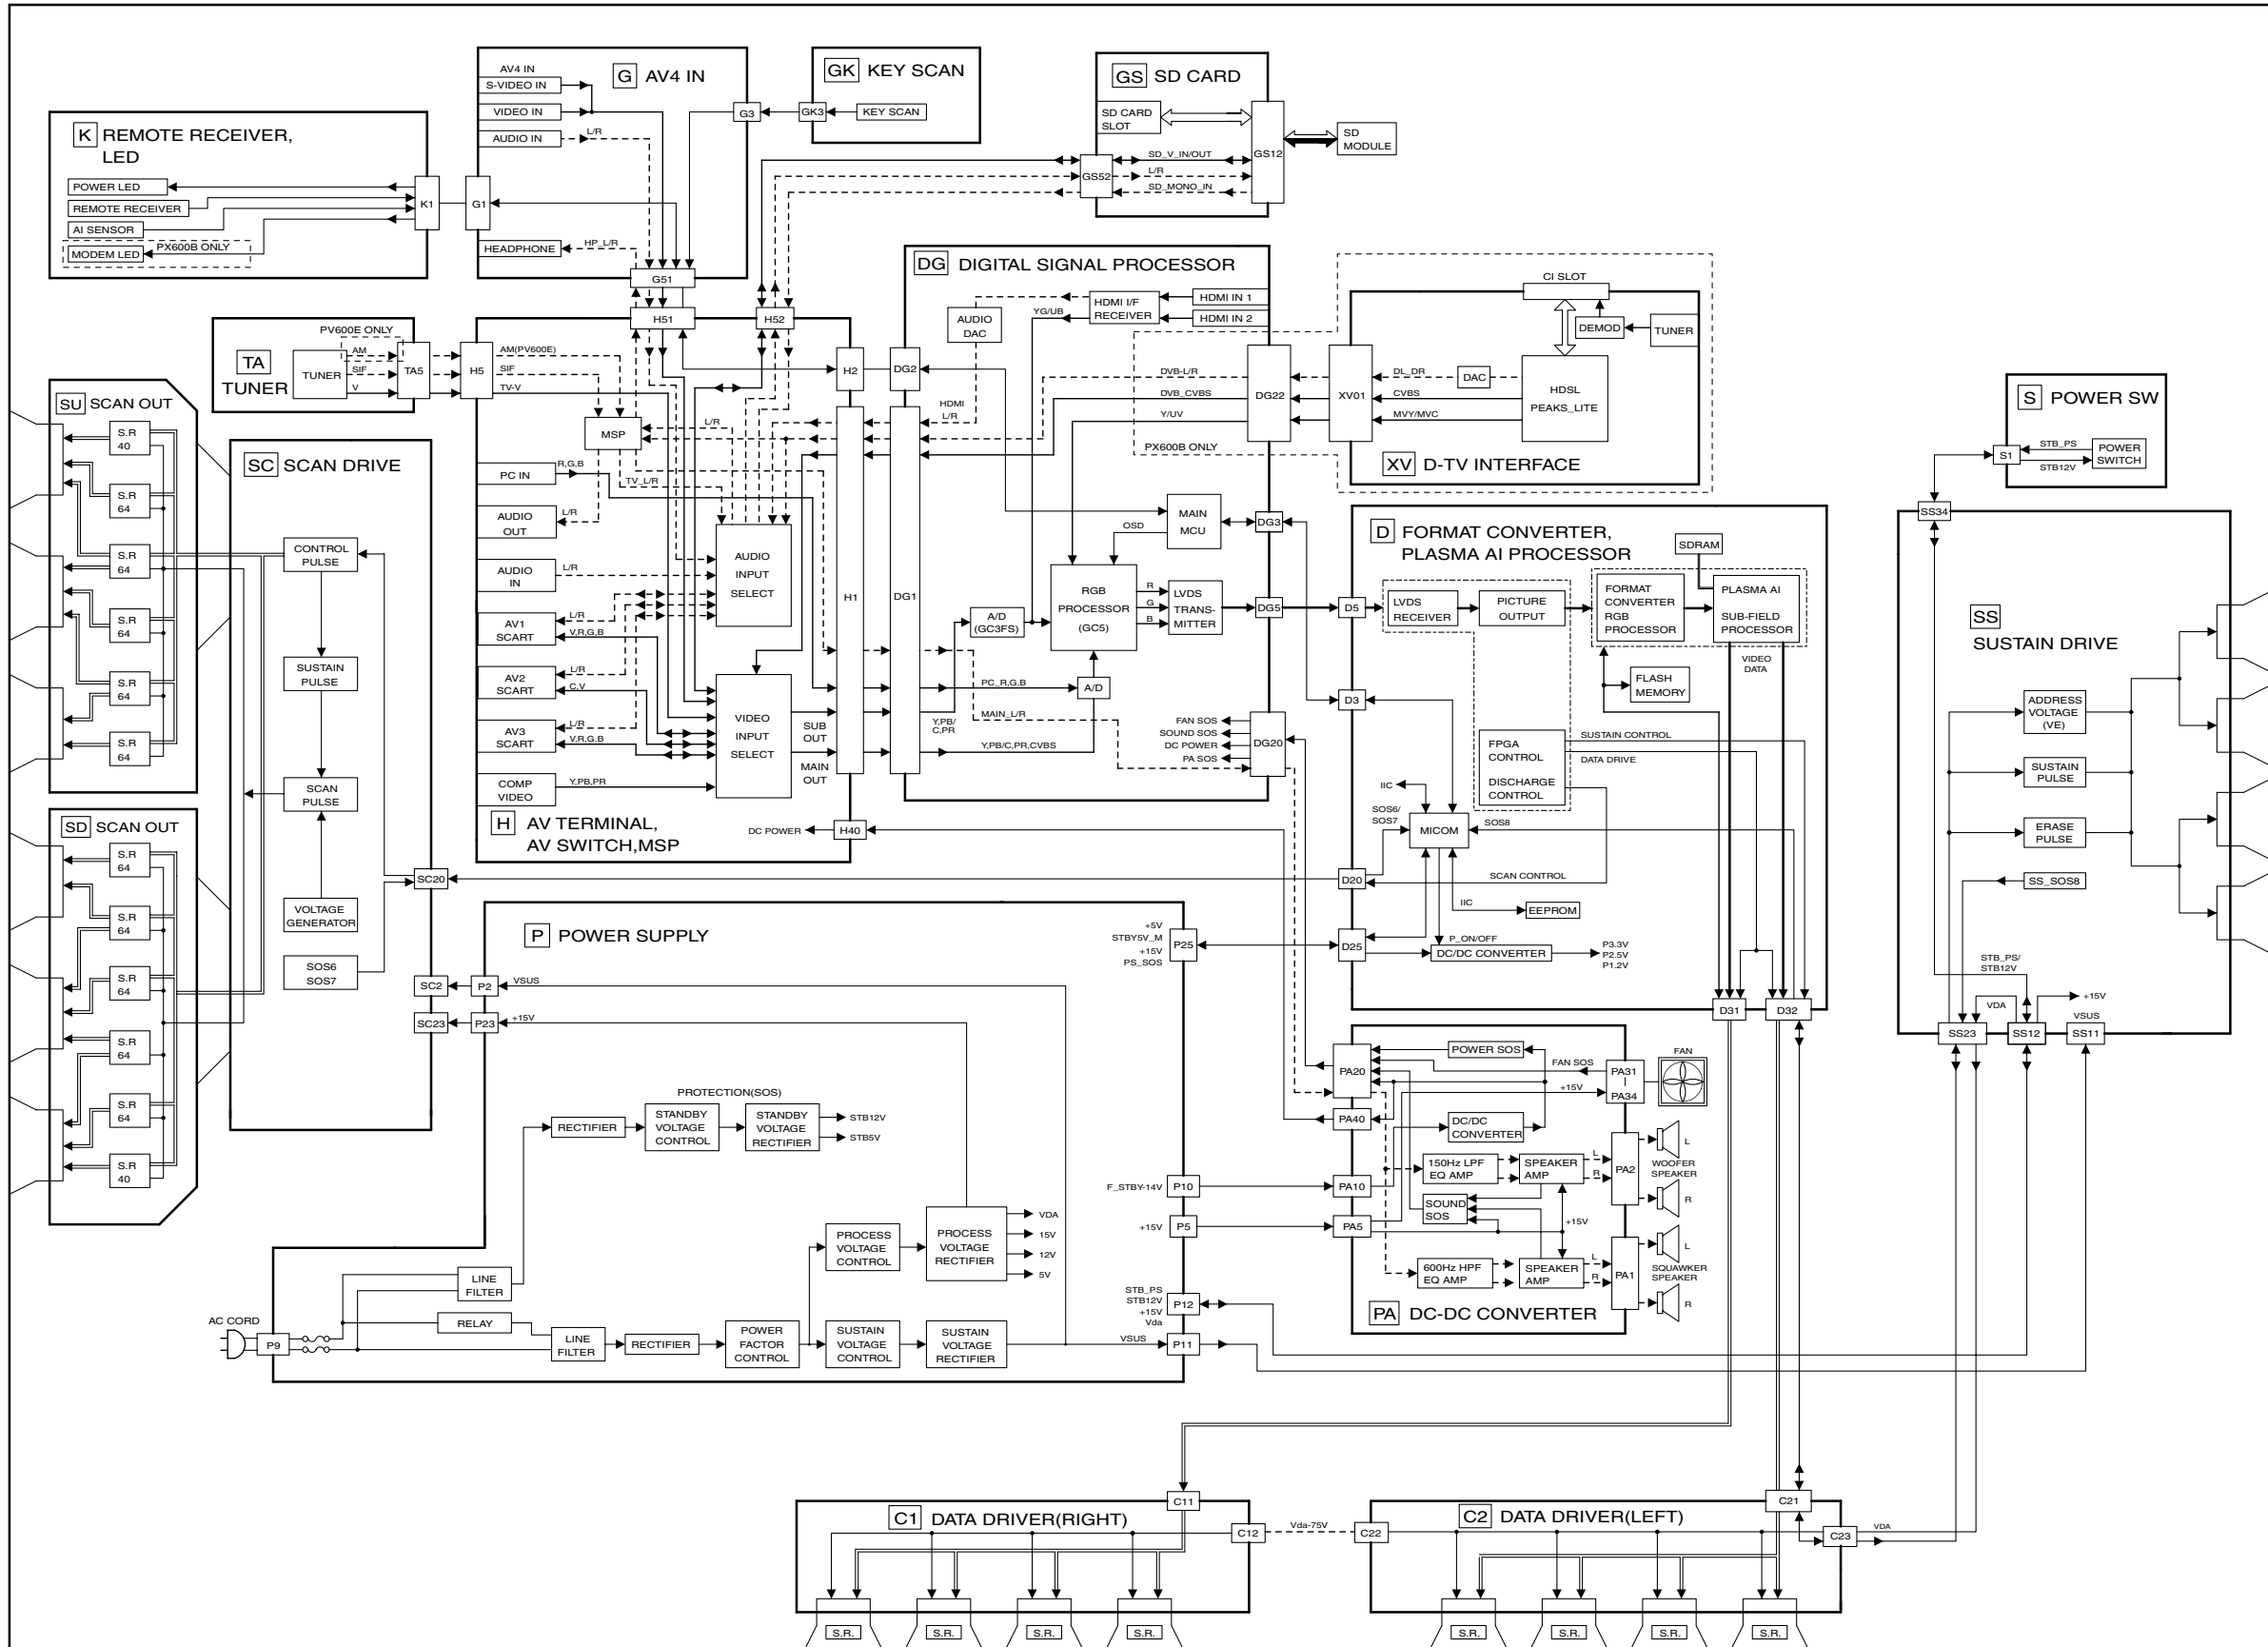 K REMOTE RECEIVER,
LED
POWER LED
REMOTE RECEIVER
AI SENSOR
PX600B ONLY
MODEM LED
K1
G AV4 IN
AV4 IN
S-VIDEO IN
VIDEO IN
AUDIO IN
L/R
G3
G1
HEADPHONE
HP_L/R
G51
GK KEY SCAN
GK3
KEY SCAN
GS SD CARD
SD CARD
SLOT
GS12
SD
MODULE
GS52
SD_V_IN/OUT
L/R
SD_MONO_IN
TA
TUNER
PV600E ONLY
TUNER
AM
SIF
V
TA5
H5
H51
H52
AM(PV600E)
SIF
TV-V
MSP
L/R
H2
PC IN
R,G,B
TV_L/R
AUDIO
OUT
L/R
AUDIO
IN
L/R
AV1
SCART
L/R
V,R,G,B
AV2
SCART
L/R
C,V
AV3
SCART
L/R
V,R,G,B
COMP
VIDEO
Y,PB,PR
AUDIO
INPUT
SELECT
VIDEO
INPUT
SELECT
SUB
OUT
MAIN
OUT
H1
H AV TERMINAL,
AV SWITCH,MSP
DC POWER
H40
DG DIGITAL SIGNAL PROCESSOR
AUDIO
DAC
YG/UB
HDMI I/F
RECEIVER
HDMI IN 1
HDMI IN 2
DG2
HDMI
L/R
DVB-L/R
DVB_CVBS
Y/UV
DG22
PX600B ONLY
DG1
MAIN
MCU
OSD
DG3
RGB
PROCESSOR
(GC5)
R
G
B
LVDS
TRANS-
MITTER
DG5
A/D
(GC3FS)
A/D
PC_R,G,B
Y,PB/
C,PR
MAIN_L/R
Y,PB/C,PR,CVBS
FAN SOS
SOUND SOS
DC POWER
PA SOS
DG20
CI SLOT
DEMOD
TUNER
XV01
DL_DR
DAC
CVBS
MVY/MVC
HDSL
PEAKS_LITE
XV D-TV INTERFACE
D FORMAT CONVERTER,
PLASMA AI PROCESSOR
SDRAM
D5
LVDS
RECEIVER
PICTURE
OUTPUT
FORMAT
CONVERTER
RGB
PROCESSOR
PLASMA AI
SUB-FIELD
PROCESSOR
VIDEO
DATA
FLASH
MEMORY
D3
FPGA
CONTROL
DISCHARGE
CONTROL
SUSTAIN CONTROL
DATA DRIVE
IIC
SOS6/
SOS7
MICOM
SOS8
D20
SCAN CONTROL
IIC
EEPROM
D25
P_ON/OFF
DC/DC CONVERTER
P3.3V
P2.5V
P1.2V
D31
D32
S POWER SW
S1
STB_PS
STB12V
POWER
SWITCH
SS34
SS
SUSTAIN DRIVE
ADDRESS
VOLTAGE
(VE)
SUSTAIN
PULSE
ERASE
PULSE
SS_SOS8
STB_PS/
STB12V
VDA
+15V
VSUS
SS23
SS12
SS11
SU SCAN OUT
S.R
40
S.R
64
S.R
64
S.R
64
S.R
64
S.R
64
SD SCAN OUT
S.R
64
S.R
64
S.R
64
S.R
64
S.R
64
S.R
40
SC SCAN DRIVE
CONTROL
PULSE
SUSTAIN
PULSE
SCAN
PULSE
VOLTAGE
GENERATOR
SOS6
SOS7
SC20
SC2
SC23
P POWER SUPPLY
P2
VSUS
P23
+15V
+5V
STBY5V_M
+15V
PS_SOS
P25
PROTECTION(SOS)
RECTIFIER
STANDBY
VOLTAGE
CONTROL
STANDBY
VOLTAGE
RECTIFIER
STB12V
STB5V
F_STBY-14V
P10
+15V
P5
PROCESS
VOLTAGE
CONTROL
PROCESS
VOLTAGE
RECTIFIER
VDA
15V
12V
5V
LINE
FILTER
RELAY
AC CORD
P9
LINE
FILTER
RECTIFIER
POWER
FACTOR
CONTROL
SUSTAIN
VOLTAGE
CONTROL
SUSTAIN
VOLTAGE
RECTIFIER
STB_PS
STB12V
+15V
Vda
P12
VSUS
P11
PA20
POWER SOS
FAN SOS
+15V
PA31
PA34
FAN
PA40
DC/DC
CONVERTER
PA10
150Hz LPF
EQ AMP
SPEAKER
AMP
L
R
PA2
L
WOOFER
SPEAKER
R
SOUND
SOS
+15V
PA5
600Hz HPF
EQ AMP
SPEAKER
AMP
L
R
PA1
L
SQUAWKER
SPEAKER
R
PA DC-DC CONVERTER
C11
C1 DATA DRIVER(RIGHT)
C12
Vda-75V
C22
C2 DATA DRIVER(LEFT)
C21
C23
VDA
S.R.
S.R.
S.R.
S.R.
S.R.
S.R.
S.R.
S.R.